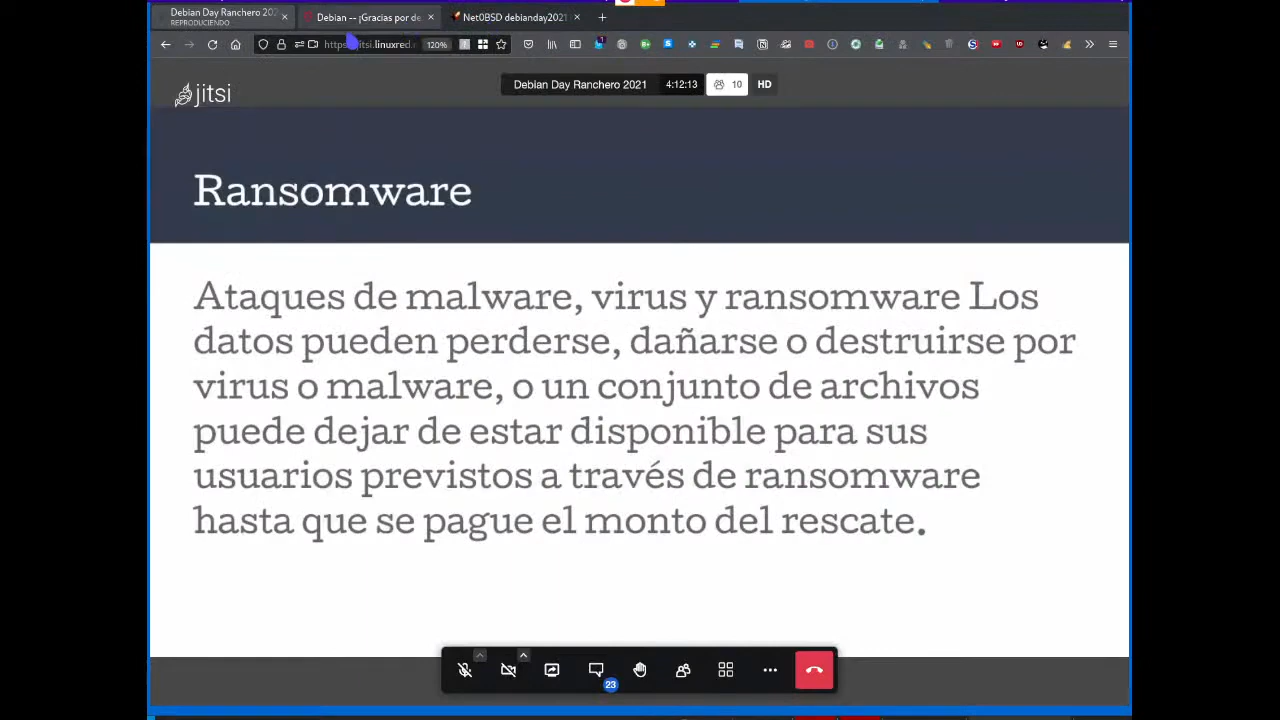 Debian Day Ranchero 202
REPRODUCIENDO
Debian -- ¡Gracias por de
Net0BSD debianday2021
120%
jitsi
Debian Day Ranchero 2021
4:12:13
10
HD
Ransomware
Ataques de malware, virus y ransomware Los
datos pueden perderse, dañarse o destruirse por
virus o malware, o un conjunto de archivos
puede dejar de estar disponible para sus
usuarios previstos a través de ransomware
hasta que se pague el monto del rescate.
23